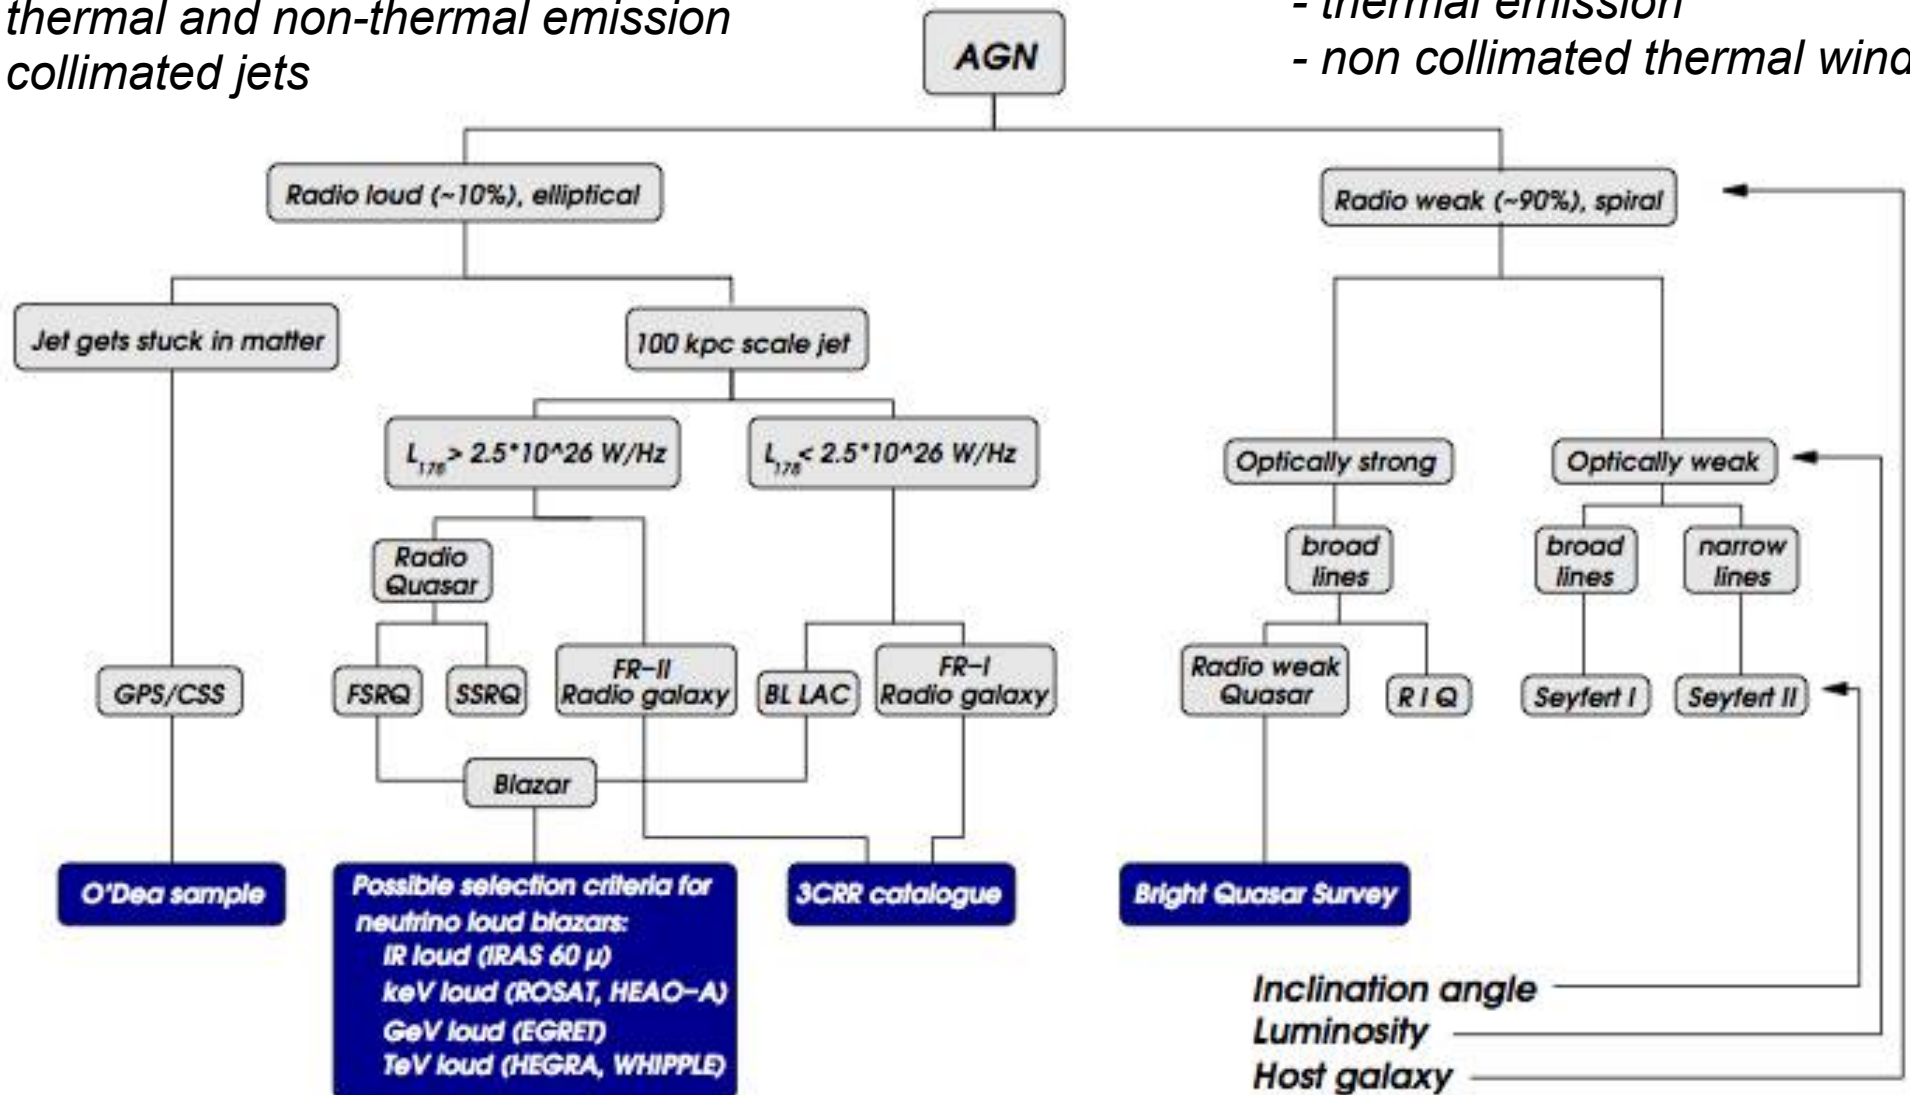 thermal and non-thermal emission
collimated jets
- thermal emission
- non collimated thermal wind
AGN
Radio loud (~10%), elliptical
Radio weak (~90%), spiral
Jet gets stuck in matter
100 kpc scale jet
L178 > 2.5*10^26 W/Hz
L178 < 2.5*10^26 W/Hz
Optically strong
Optically weak
Radio
Quasar
broad
lines
broad
lines
narrow
lines
GPS/CSS
FSRQ
SSRQ
FR-II
Radio galaxy
BL LAC
FR-I
Radio galaxy
Radio weak
Quasar
R I Q
Seyfert I
Seyfert II
Blazar
O'Dea sample
Possible selection criteria for
neutrino loud blazars:
IR loud (IRAS 60 μ)
keV loud (ROSAT, HEAO-A)
GeV loud (EGRET)
TeV loud (HEGRA, WHIPPLE)
3CRR catalogue
Bright Quasar Survey
Inclination angle
Luminosity
Host galaxy